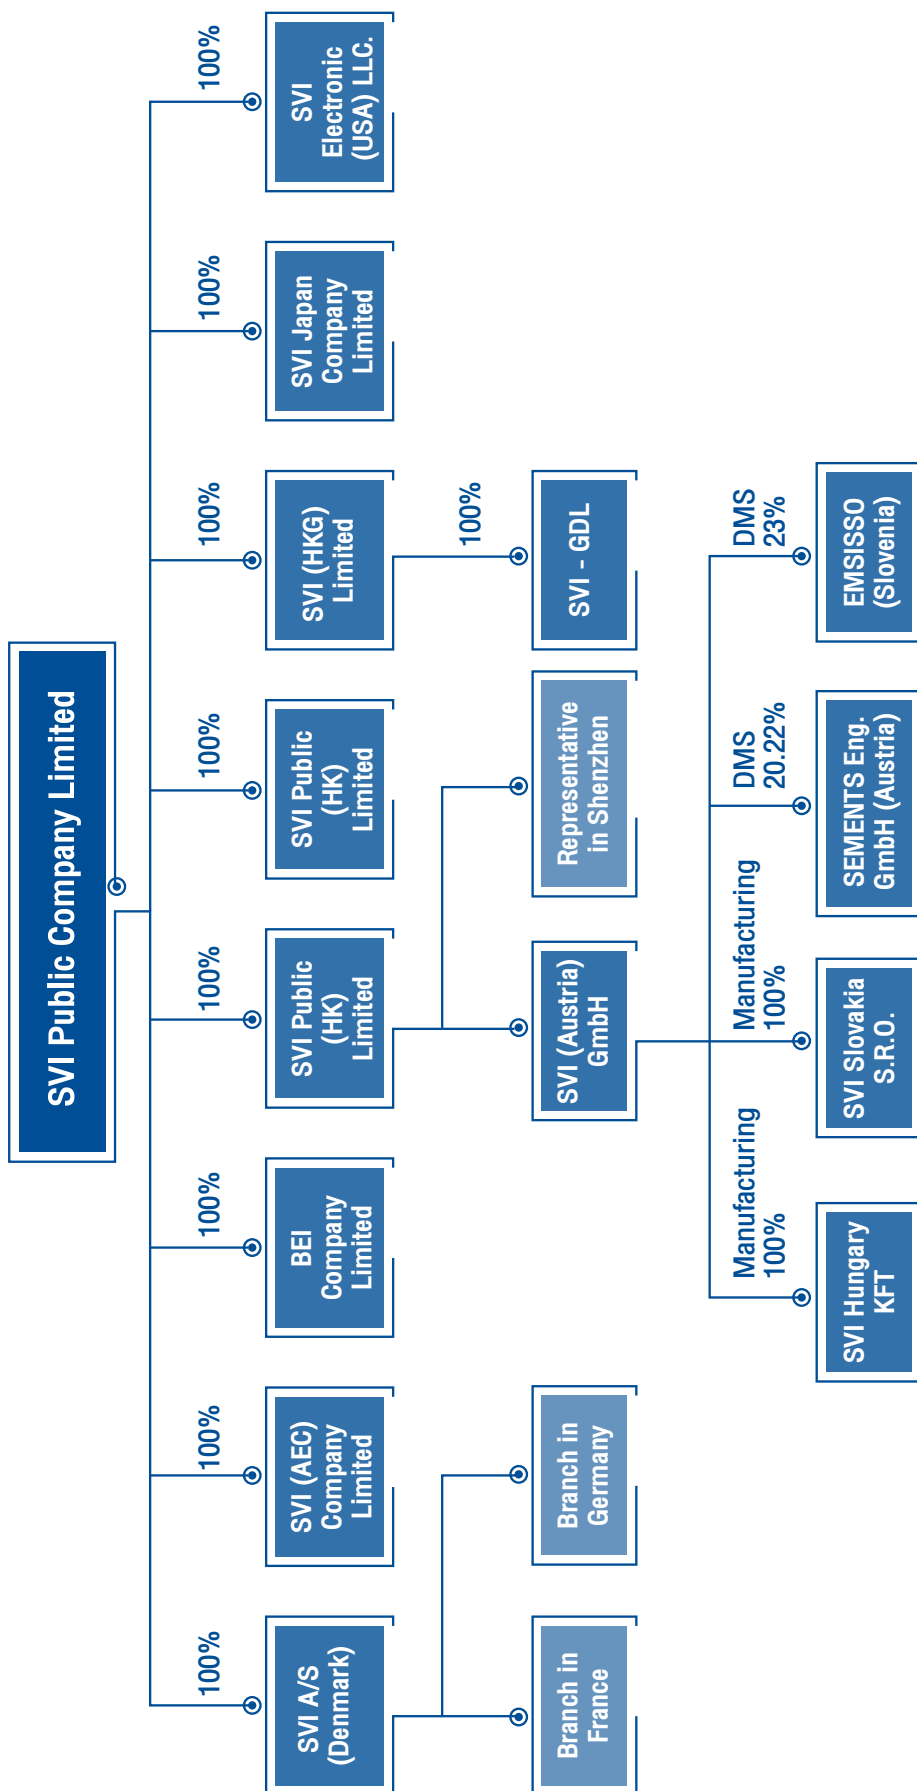 SVI Public Company Limited
100%
100%
100%
100%
100%
100%
100%
100%
SVI A/S
(Denmark)
SVI (AEC)
Company
Limited
BEI
Company
Limited
SVI Public
(HK)
Limited
SVI Public
(HK)
Limited
SVI (HKG)
Limited
SVI Japan
Company
Limited
SVI
Electronic
(USA) LLC.
100%
Branch in
France
Branch in
Germany
SVI (Austria)
GmbH
Representative
in Shenzhen
SVI - GDL
Manufacturing
100%
Manufacturing
100%
DMS
20.22%
DMS
23%
SVI Hungary
KFT
SVI Slovakia
S.R.O.
SEMENTS Eng.
GmbH (Austria)
EMSISSO
(Slovenia)